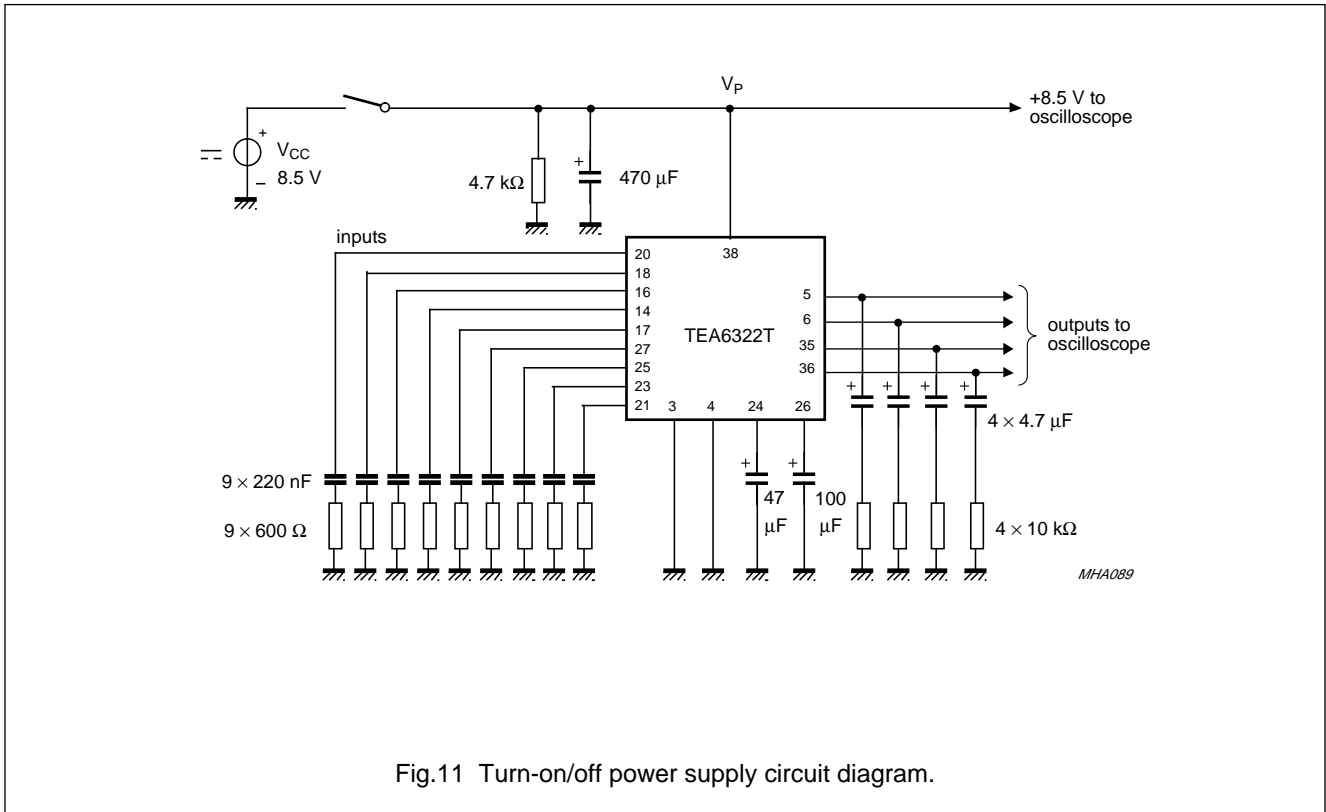 V_P
+8.5 V to
oscilloscope
+
V_CC
8.5 V
−
4.7 kΩ
+
470 μF
inputs
20
38
18
16
14
17
27
25
23
21
3
4
24
26
TEA6322T
5
6
35
36
outputs to
oscilloscope
+
+
+
+
4 × 4.7 μF
9 × 220 nF
9 × 600 Ω
+
47
μF
+
100
μF
4 × 10 kΩ
MHA089
Fig.11 Turn-on/off power supply circuit diagram.